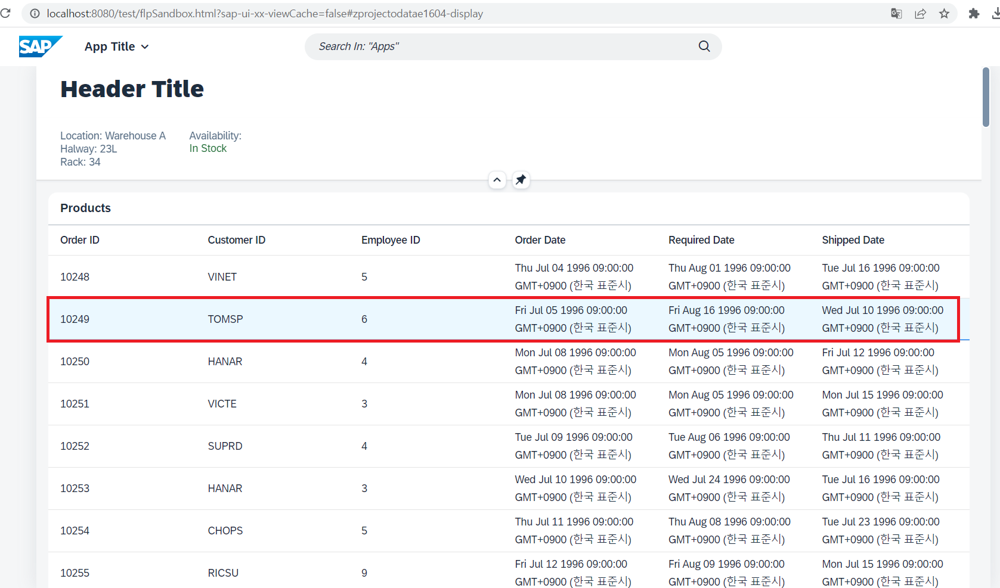 localhost:8080/test/flpSandbox.html?sap-ui-xx-viewCache=false#zprojectodatae1604-display
SAP App Title Search In: "Apps"
Header Title
Location: Warehouse A Availability:
Halway: 23L In Stock
Rack: 34
Products
Order ID Customer ID Employee ID Order Date Required Date Shipped Date
10248 VINET 5 Thu Jul 04 1996 09:00:00 Thu Aug 01 1996 09:00:00 Tue Jul 16 1996 09:00:00
GMT+0900 (한국 표준시) GMT+0900 (한국 표준시) GMT+0900 (한국 표준시)
10249 TOMSP 6 Fri Jul 05 1996 09:00:00 Fri Aug 16 1996 09:00:00 Wed Jul 10 1996 09:00:00
GMT+0900 (한국 표준시) GMT+0900 (한국 표준시) GMT+0900 (한국 표준시)
10250 HANAR 4 Mon Jul 08 1996 09:00:00 Mon Aug 05 1996 09:00:00 Fri Jul 12 1996 09:00:00
GMT+0900 (한국 표준시) GMT+0900 (한국 표준시) GMT+0900 (한국 표준시)
10251 VICTE 3 Mon Jul 08 1996 09:00:00 Mon Aug 05 1996 09:00:00 Mon Jul 15 1996 09:00:00
GMT+0900 (한국 표준시) GMT+0900 (한국 표준시) GMT+0900 (한국 표준시)
10252 SUPRD 4 Tue Jul 09 1996 09:00:00 Tue Aug 06 1996 09:00:00 Thu Jul 11 1996 09:00:00
GMT+0900 (한국 표준시) GMT+0900 (한국 표준시) GMT+0900 (한국 표준시)
10253 HANAR 3 Wed Jul 10 1996 09:00:00 Wed Jul 24 1996 09:00:00 Tue Jul 16 1996 09:00:00
GMT+0900 (한국 표준시) GMT+0900 (한국 표준시) GMT+0900 (한국 표준시)
10254 CHOPS 5 Thu Jul 11 1996 09:00:00 Thu Aug 08 1996 09:00:00 Tue Jul 23 1996 09:00:00
GMT+0900 (한국 표준시) GMT+0900 (한국 표준시) GMT+0900 (한국 표준시)
10255 RICSU 9 Fri Jul 12 1996 09:00:00 Fri Aug 09 1996 09:00:00 Mon Jul 15 1996 09:00:00
GMT+0900 (한국 표준시) GMT+0900 (한국 표준시) GMT+0900 (한국 표준시)